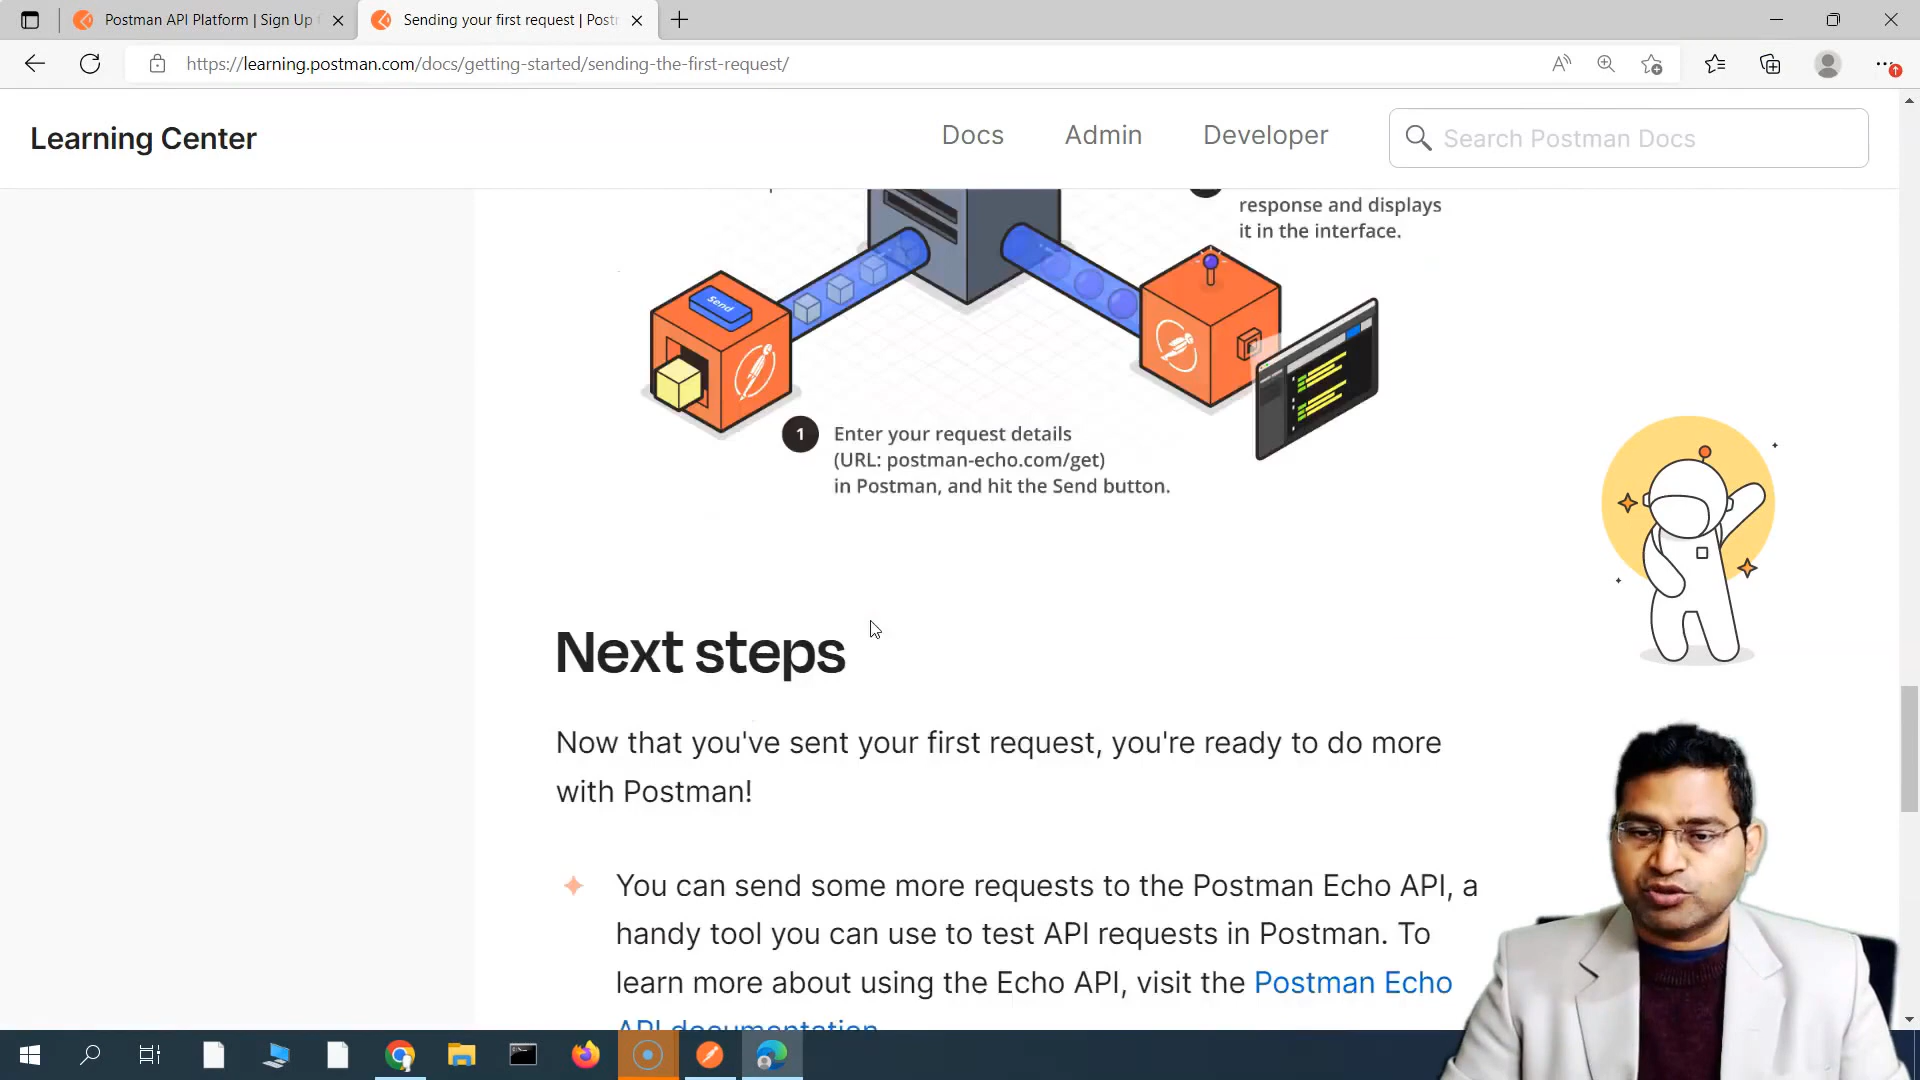 Postman API Platform | Sign Up
Sending your first request | Post
https://learning.postman.com/docs/getting-started/sending-the-first-request/
Learning Center
Docs
Admin
Developer
Search Postman Docs
response and displays
it in the interface.
Send
1
Enter your request details
(URL: postman-echo.com/get)
in Postman, and hit the Send button.
Next steps
Now that you've sent your first request, you're ready to do more
with Postman!
You can send some more requests to the Postman Echo API, a
handy tool you can use to test API requests in Postman. To
learn more about using the Echo API, visit the Postman Echo
API documentation